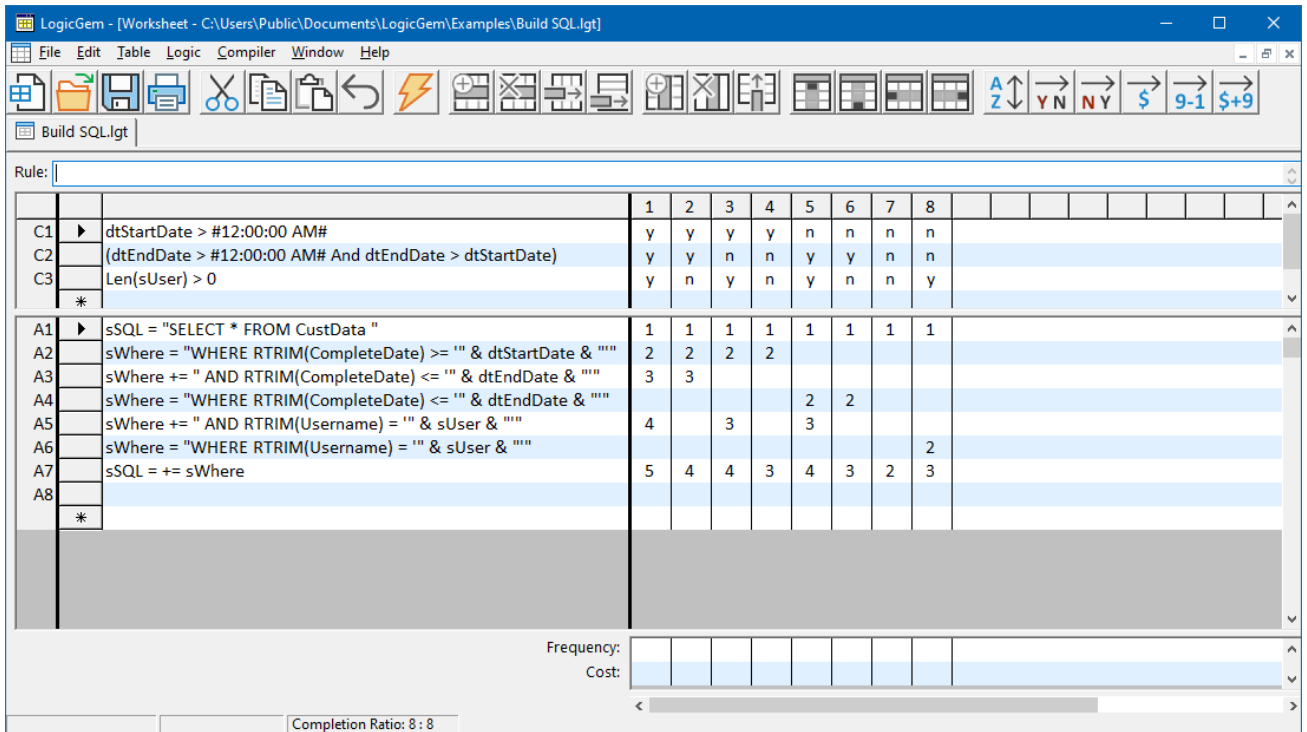 LogicGem - [Worksheet - C:\Users\Public\Documents\LogicGem\Examples\Build SQL.lgt]
File Edit Table Logic Compiler Window Help
A Z Y N N Y $ 9-1 $+9
Build SQL.lgt
Rule:
1 2 3 4 5 6 7 8
C1 dtStartDate > #12:00:00 AM# y y y y n n n n
C2 (dtEndDate > #12:00:00 AM# And dtEndDate > dtStartDate) y y n n y y n n
C3 Len(sUser) > 0 y n y n y n n y
*
A1 sSQL = "SELECT * FROM CustData " 1 1 1 1 1 1 1 1
A2 sWhere = "WHERE RTRIM(CompleteDate) >= '" & dtStartDate & "'" 2 2 2 2
A3 sWhere += " AND RTRIM(CompleteDate) <= '" & dtEndDate & "'" 3 3
A4 sWhere = "WHERE RTRIM(CompleteDate) <= '" & dtEndDate & "'" 2 2
A5 sWhere += " AND RTRIM(Username) = '" & sUser & "'" 4 3 3
A6 sWhere = "WHERE RTRIM(Username) = '" & sUser & "'" 2
A7 sSQL = += sWhere 5 4 4 3 4 3 2 3
A8
*
Frequency:
Cost:
Completion Ratio: 8 : 8